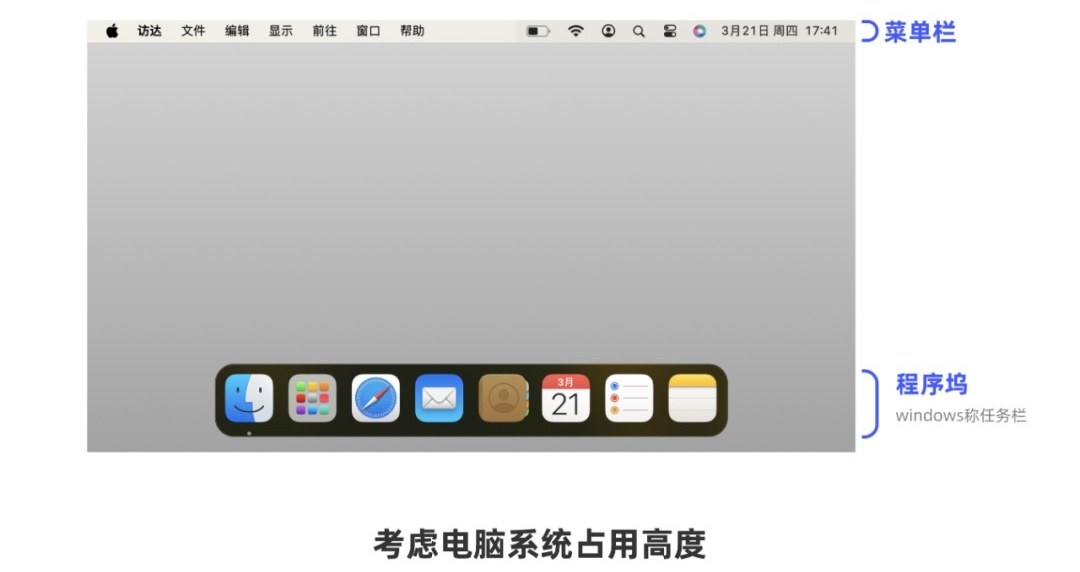 访达 文件 编辑 显示 前往 窗口 帮助 3月21日 周四 17:41
菜单栏
3月
21
程序坞
windows称任务栏
考虑电脑系统占用高度